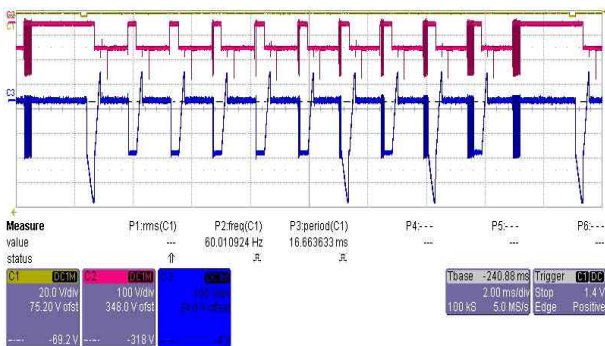 C1
C3
Measure P1:rms(C1) P2:freq(C1) P3:period(C1) P4:--- P5:--- P6:---
value --- 60.010924 Hz 16.663633 ms --- --- ---
status
C1 DC1M
20.0 V/div
75.20 V ofst
-69.2 V
C2 DC1M
100 V/div
348.0 V ofst
-318 V
Tbase -240.88 ms
2.00 ms/div
100 kS 5.0 MS/s
Trigger C1 DC
Stop 1.4 V
Edge Positive